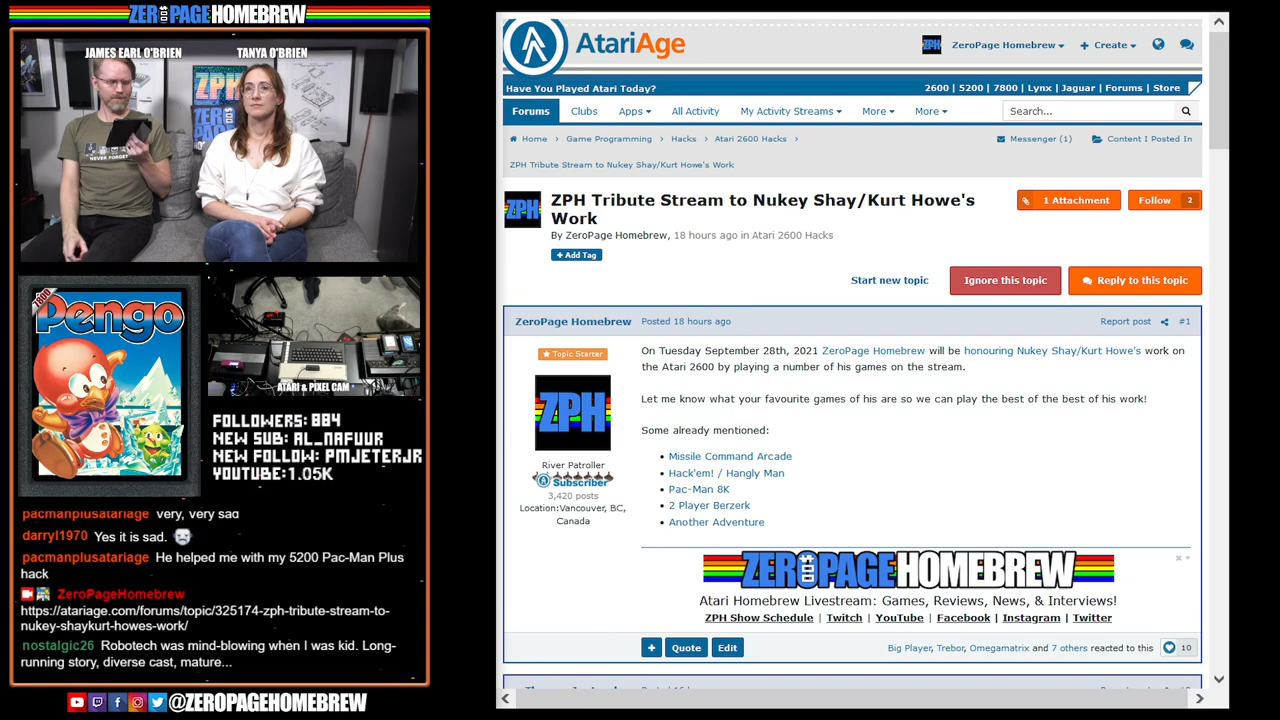 ZEROPAGE HOMEBREW
JAMES EARL O'BRIEN
TANYA O'BRIEN
NEVER FORGET
ZPH
7800
Pengo
ATARI & PIXEL CAM
FOLLOWERS: 884
NEW SUB: AL_NAFUUR
NEW FOLLOW: PMJETERJR
YOUTUBE:1.05K
pacmanplusatariage very, very sad
darryl1970 Yes it is sad.
pacmanplusatariage He helped me with my 5200 Pac-Man Plus
hack
ZeroPageHomebrew
https://atariage.com/forums/topic/325174-zph-tribute-stream-to-
nukey-shaykurt-howes-work/
nostalgic26 Robotech was mind-blowing when I was kid. Long-
running story, diverse cast, mature...
@ZEROPAGEHOMEBREW
AtariAge
ZPH ZeroPage Homebrew
Create
Have You Played Atari Today?
2600 | 5200 | 7800 | Lynx | Jaguar | Forums | Store
Forums Clubs Apps All Activity My Activity Streams More More
Search...
Home > Game Programming > Hacks > Atari 2600 Hacks >
Messenger (1) Content I Posted In
ZPH Tribute Stream to Nukey Shay/Kurt Howe's Work
ZPH
ZPH Tribute Stream to Nukey Shay/Kurt Howe's
Work
1 Attachment
Follow 2
By ZeroPage Homebrew, 18 hours ago in Atari 2600 Hacks
+ Add Tag
Start new topic
Ignore this topic
Reply to this topic
ZeroPage Homebrew
Posted 18 hours ago
Report post #1
★ Topic Starter
ZPH
River Patroller
Subscriber
3,420 posts
Location:Vancouver, BC,
Canada
On Tuesday September 28th, 2021 ZeroPage Homebrew will be honouring Nukey Shay/Kurt Howe's work on
the Atari 2600 by playing a number of his games on the stream.
Let me know what your favourite games of his are so we can play the best of the best of his work!
Some already mentioned:
• Missile Command Arcade
• Hack'em! / Hangly Man
• Pac-Man 8K
• 2 Player Berzerk
• Another Adventure
ZEROPAGE HOMEBREW
Atari Homebrew Livestream: Games, Reviews, News, & Interviews!
ZPH Show Schedule | Twitch | YouTube | Facebook | Instagram | Twitter
+ Quote Edit
Big Player, Trebor, Omegamatrix and 7 others reacted to this 10